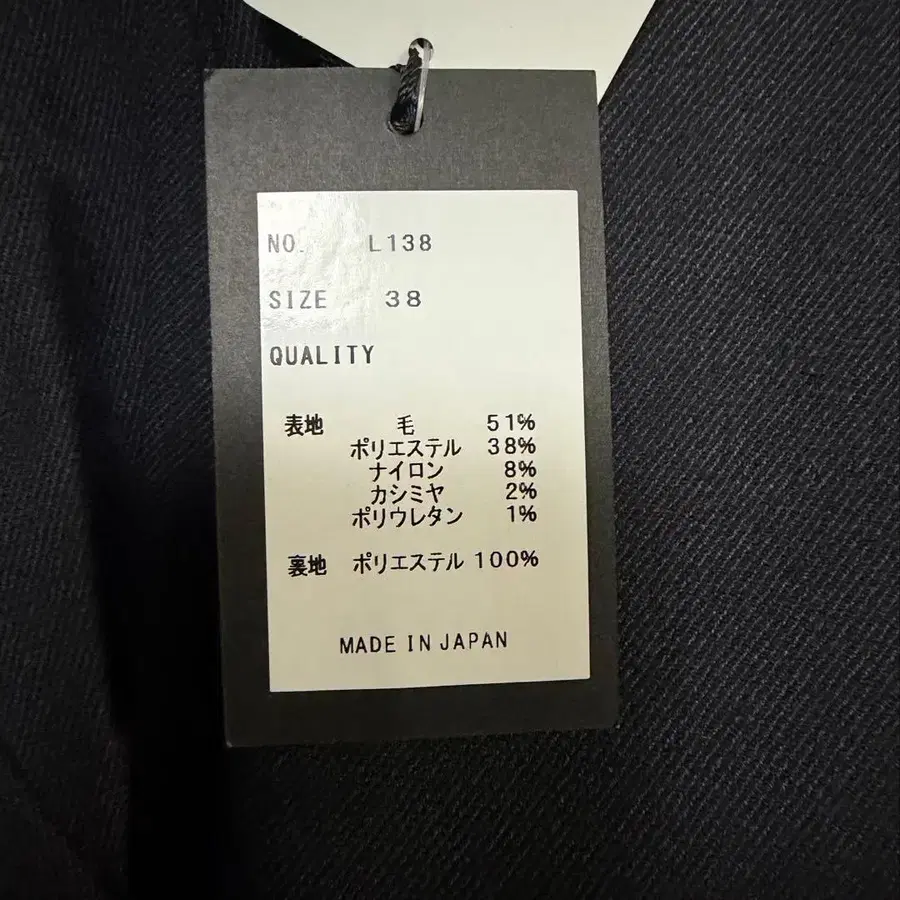 NO. L138
SIZE 38
QUALITY
表地 毛 51%
ポリエステル 38%
ナイロン 8%
カシミヤ 2%
ポリウレタン 1%
裏地 ポリエステル 100%
MADE IN JAPAN